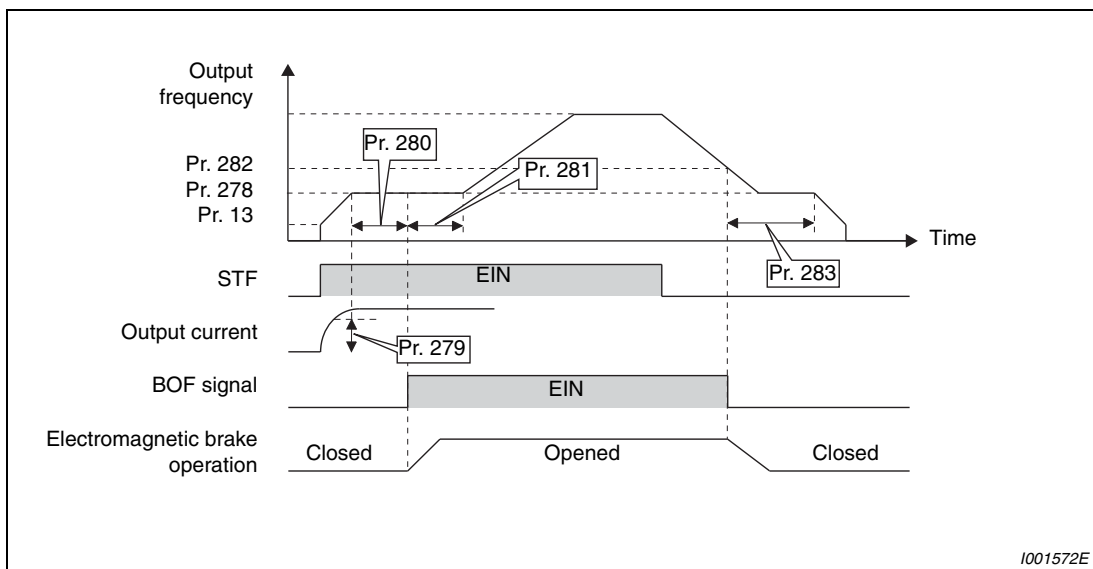 Output
frequency
Pr. 280
Pr. 282
Pr. 281
Pr. 278
Pr. 13
Time
Pr. 283
STF
EIN
Output current
Pr. 279
BOF signal
EIN
Electromagnetic brake
operation
Closed
Opened
Closed
I001572E